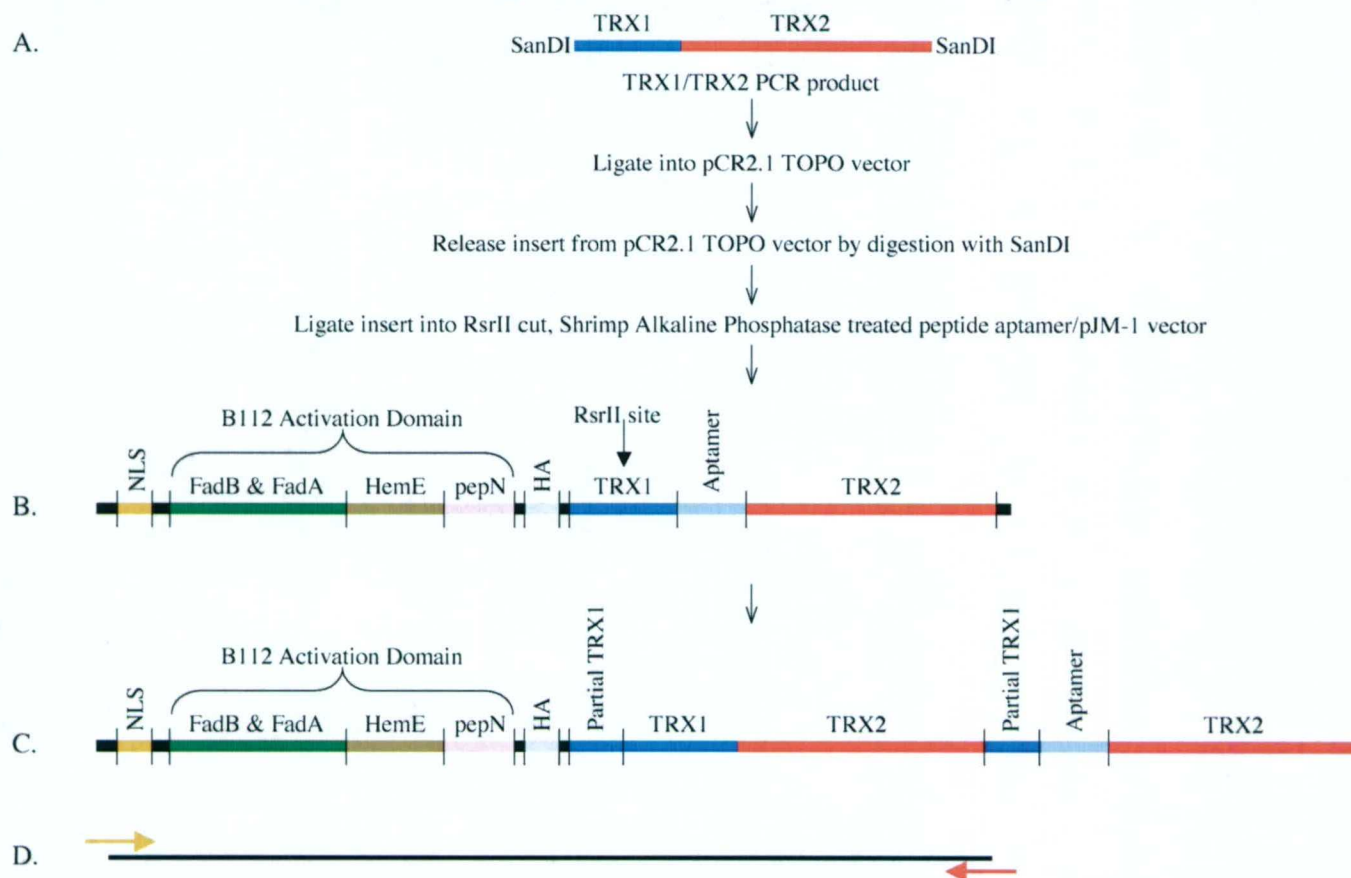 A.
TRX1 TRX2
SanDI SanDI
TRX1/TRX2 PCR product
Ligate into pCR2.1 TOPO vector
Release insert from pCR2.1 TOPO vector by digestion with SanDI
Ligate insert into RsrII cut, Shrimp Alkaline Phosphatase treated peptide aptamer/pJM-1 vector
B112 Activation Domain
RsrII site
B.
NLS
FadB & FadA
HemE
pepN
HA
TRX1
Aptamer
TRX2
B112 Activation Domain
C.
NLS
FadB & FadA
HemE
pepN
HA
Partial TRX1
TRX1
TRX2
Partial TRX1
Aptamer
TRX2
D.